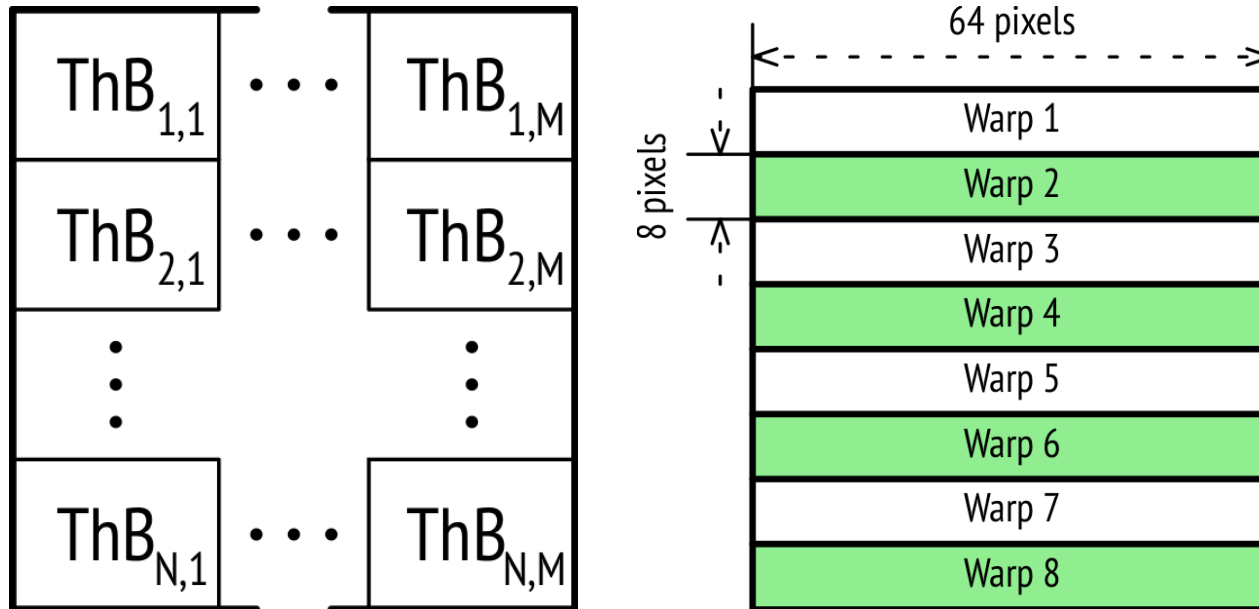 ThB1,1 • • • ThB1,M
ThB2,1 • • • ThB2,M
ThBN,1 • • • ThBN,M
64 pixels
8 pixels
Warp 1
Warp 2
Warp 3
Warp 4
Warp 5
Warp 6
Warp 7
Warp 8